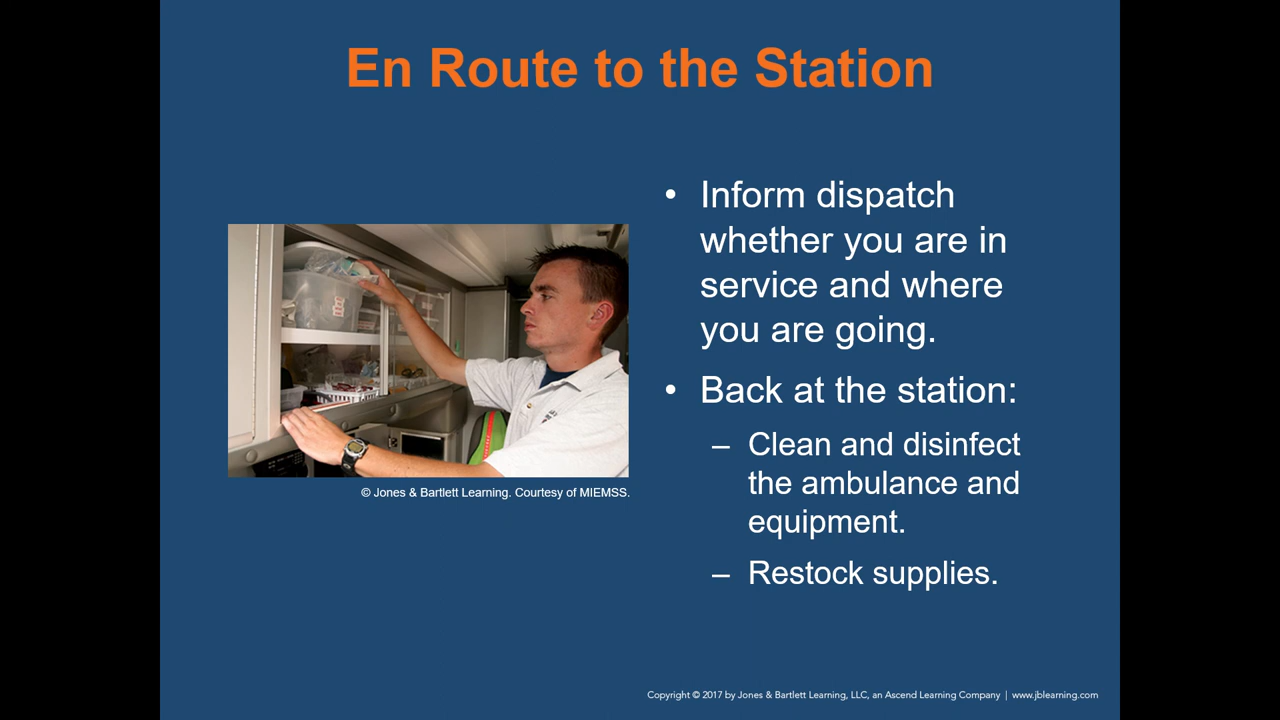 En Route to the Station
• Inform dispatch
whether you are in
service and where
you are going.
• Back at the station:
– Clean and disinfect
the ambulance and
equipment.
– Restock supplies.
© Jones & Bartlett Learning. Courtesy of MIEMSS.
Copyright © 2017 by Jones & Bartlett Learning, LLC, an Ascend Learning Company | www.jblearning.com